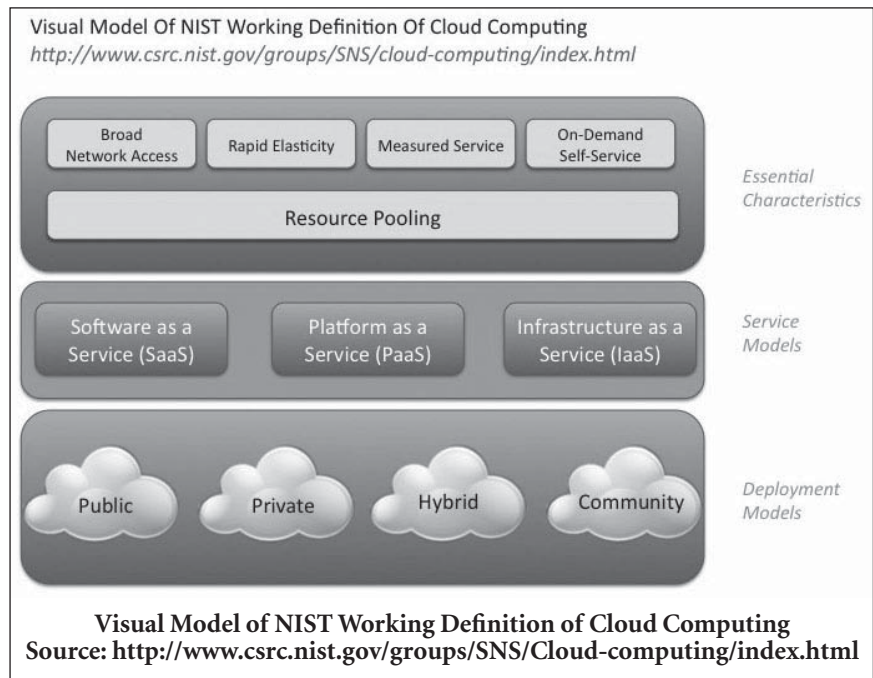 Visual Model Of NIST Working Definition Of Cloud Computing
http://www.csrc.nist.gov/groups/SNS/cloud-computing/index.html
Broad
Network Access
Rapid Elasticity
Measured Service
On-Demand
Self-Service
Resource Pooling
Essential
Characteristics
Software as a
Service (SaaS)
Platform as a
Service (PaaS)
Infrastructure as a
Service (IaaS)
Service
Models
Public
Private
Hybrid
Community
Deployment
Models
Visual Model of NIST Working Definition of Cloud Computing
Source: http://www.csrc.nist.gov/groups/SNS/Cloud-computing/index.html